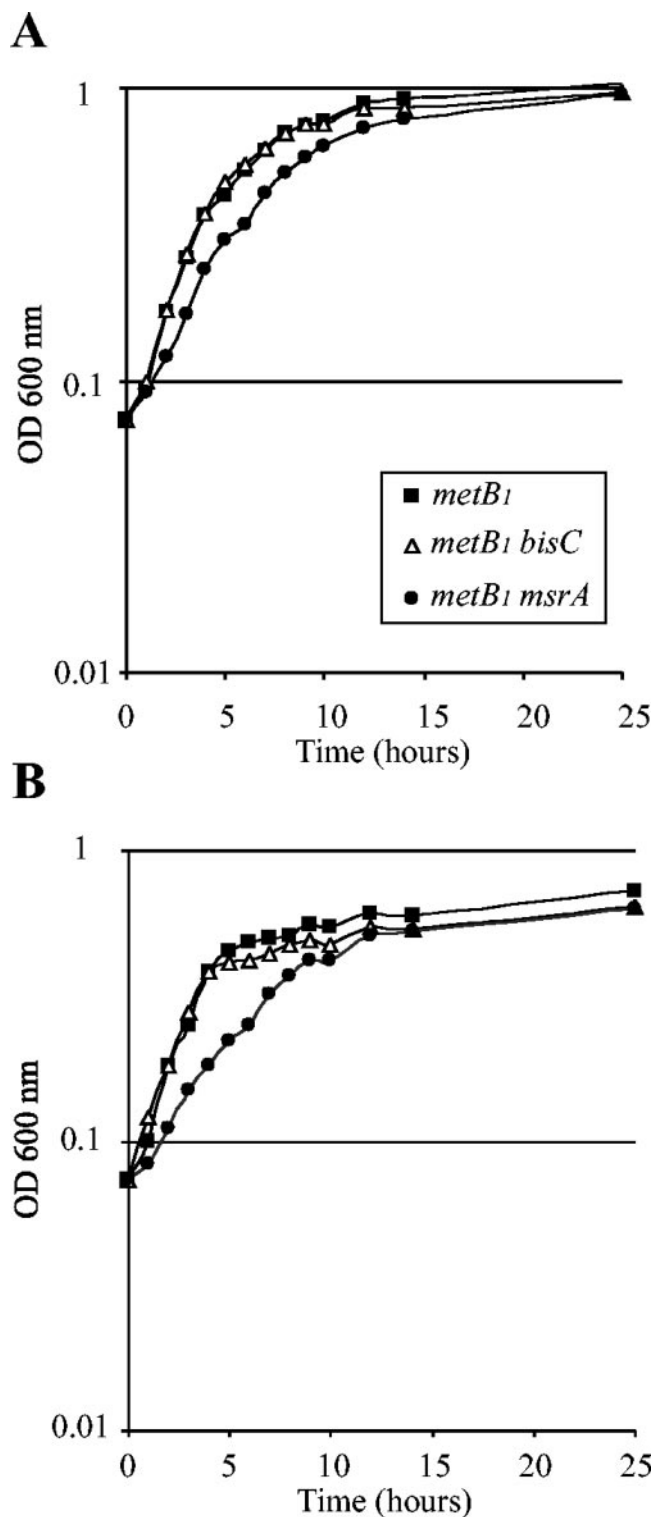 A
1
0.1
0.01
OD 600 nm
metB1
metB1 bisC
metB1 msrA
0 5 10 15 20 25
Time (hours)
B
1
0.1
0.01
OD 600 nm
0 5 10 15 20 25
Time (hours)